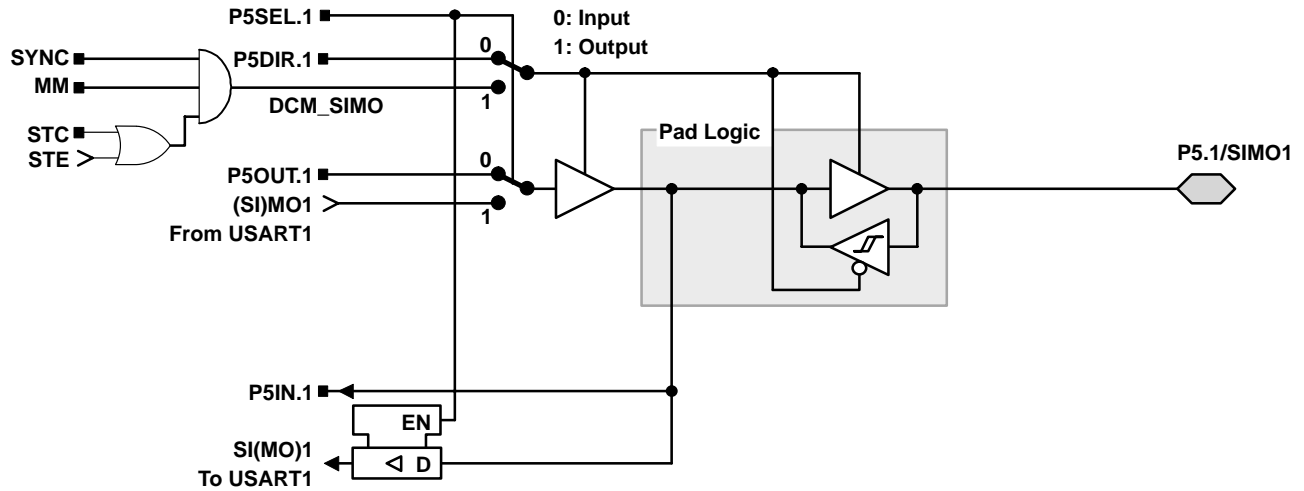 P5SEL.1
0: Input
1: Output
SYNC
MM
P5DIR.1
0
1
DCM_SIMO
STC
STE
Pad Logic
P5.1/SIMO1
P5OUT.1
0
(SI)MO1
1
From USART1
P5IN.1
EN
SI(MO)1
D
To USART1